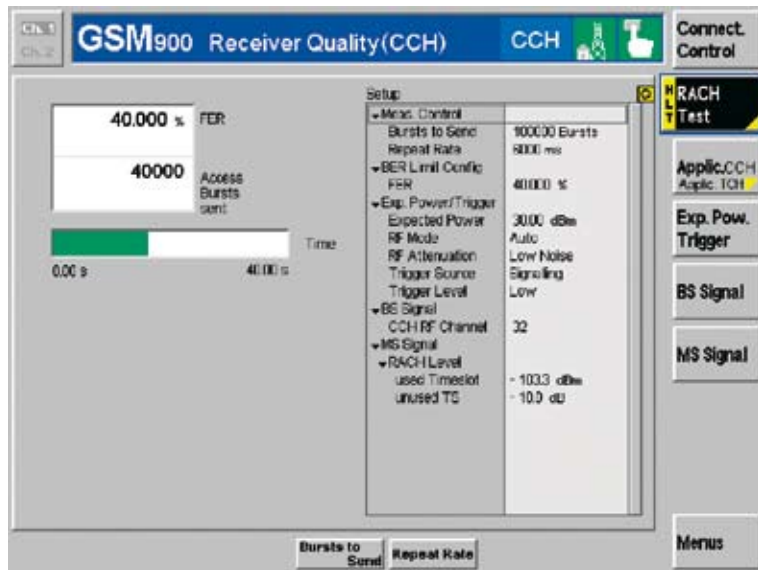 Ch. 1
Ch. 2
GSM900 Receiver Quality(CCH)
CCH
Connect.
Control
HLT
RACH
Test
Applic.CCH
Applic. TCH
Exp. Pow.
Trigger
BS Signal
MS Signal
Menus
40.000 % FER
40000 Access
Bursts
sent
Time
0.00 s 40.00 s
Setup
Meas. Control
Bursts to Send 100000 Bursts
Repeat Rate 6000 ms
BER Limit Config
FER 40.000 %
Exp. Power/Trigger
Expected Power 30.00 dBm
RF Mode Auto
RF Attenuation Low Noise
Trigger Source Signaling
Trigger Level Low
BS Signal
CCH RF Channel 32
MS Signal
RACH Level
used Timeslot - 103.3 dBm
unused TS - 10.0 dB
Bursts to
Send
Repeat Rate